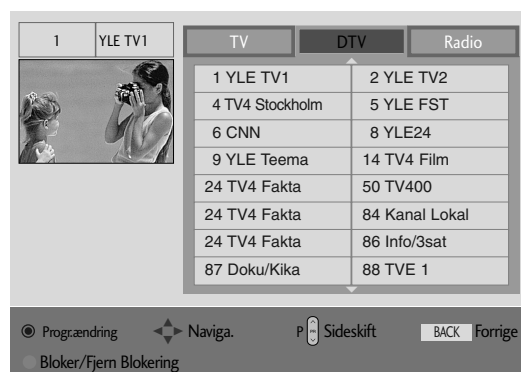 1 YLE TV1
TV DTV Radio
1 YLE TV1 2 YLE TV2
4 TV4 Stockholm 5 YLE FST
6 CNN 8 YLE24
9 YLE Teema 14 TV4 Film
24 TV4 Fakta 50 TV400
24 TV4 Fakta 84 Kanal Lokal
24 TV4 Fakta 86 Info/3sat
87 Doku/Kika 88 TVE 1
Progr.ændring Naviga. P PR Sideskift BACK Forrige
Bloker/Fjern Blokering